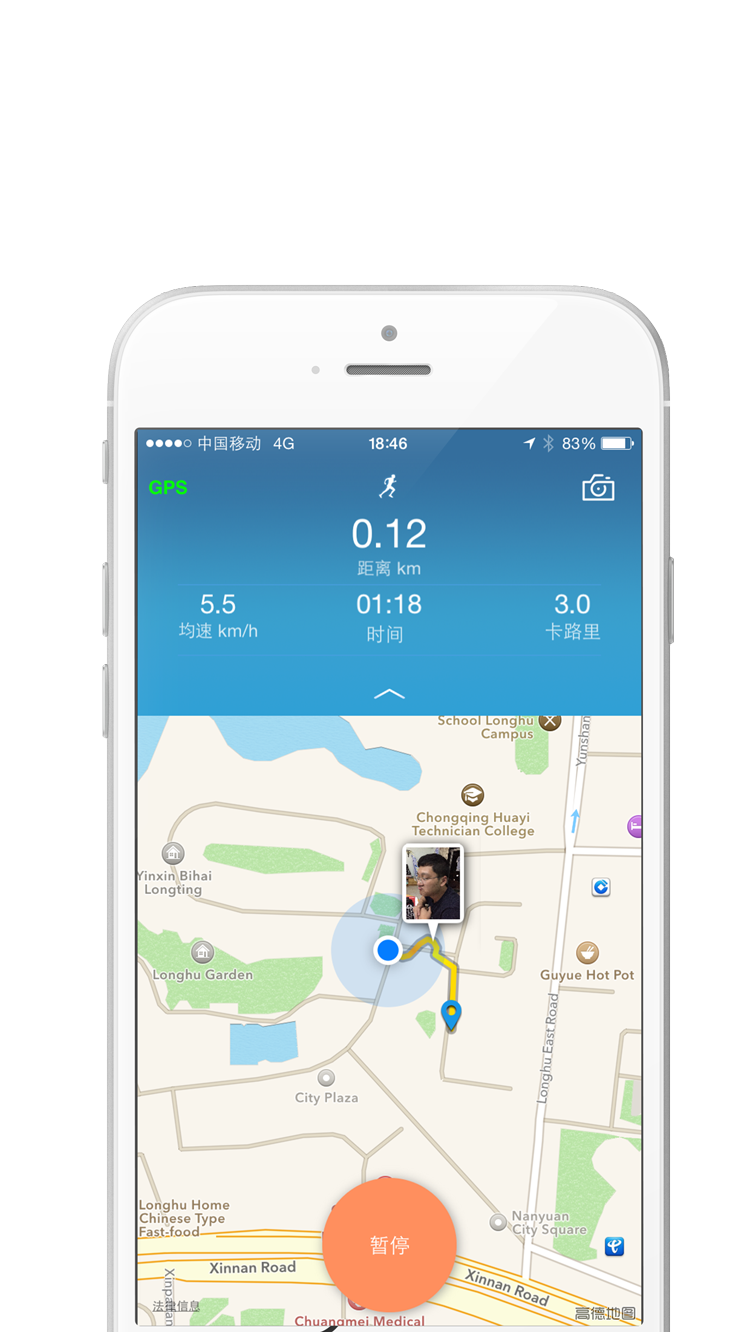 中国移动 4G
18:46
83%
GPS
0.12
距离 km
5.5
均速 km/h
01:18
时间
3.0
卡路里
School Longhu
Campus
Yunshan
Chongqing Huayi
Technician College
Yinxin Bihai
Longting
Longhu Garden
Guyue Hot Pot
Longhu East Road
City Plaza
Longhu Home
Chinese Type
Fast-food
Nanyuan
City Square
暂停
Xinnan Road
Xinnan Road
法律信息
高德地图
Chuangmei Medical